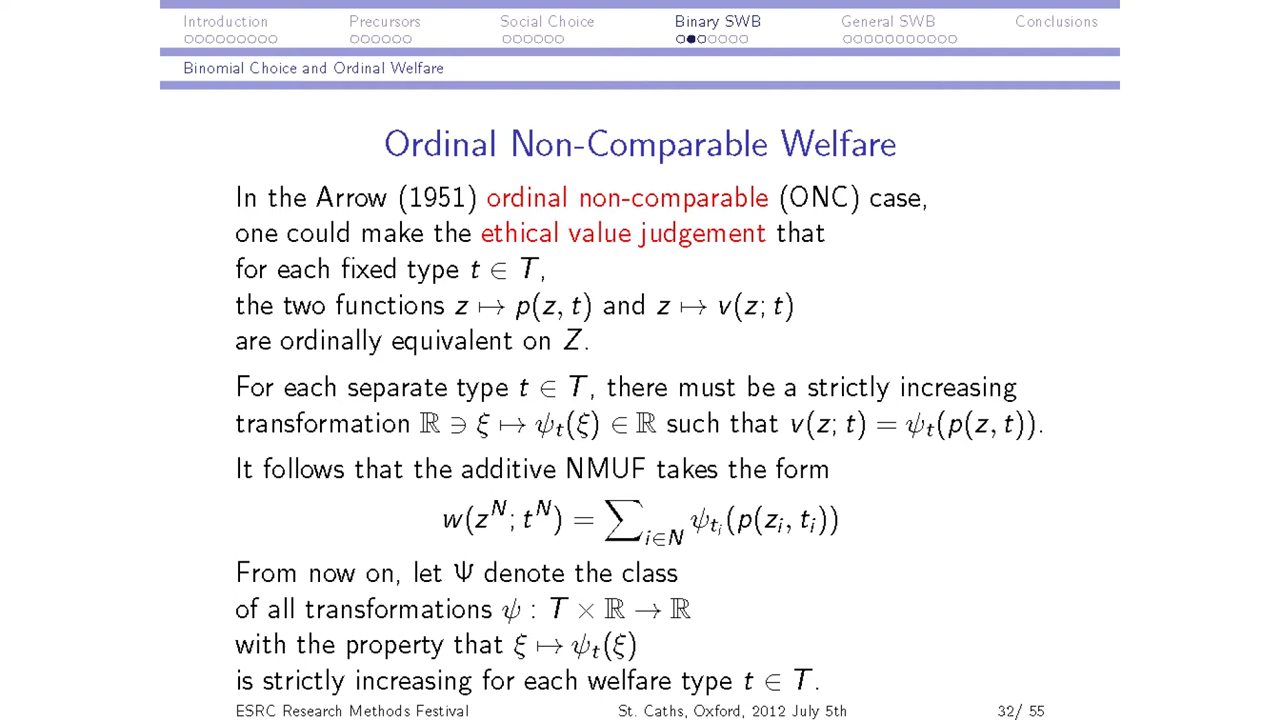 Introduction Precursors Social Choice Binary SWB General SWB Conclusions
Binomial Choice and Ordinal Welfare
Ordinal Non-Comparable Welfare
In the Arrow (1951) ordinal non-comparable (ONC) case,
one could make the ethical value judgement that
for each fixed type t ∈ T,
the two functions z ↦ p(z, t) and z ↦ v(z; t)
are ordinally equivalent on Z.
For each separate type t ∈ T, there must be a strictly increasing
transformation ℝ ∋ ξ ↦ ψ_t(ξ) ∈ ℝ such that v(z; t) = ψ_t(p(z, t)).
It follows that the additive NMUF takes the form
w(z^N; t^N) = ∑_{i∈N} ψ_{t_i}(p(z_i, t_i))
From now on, let Ψ denote the class
of all transformations ψ : T × ℝ → ℝ
with the property that ξ ↦ ψ_t(ξ)
is strictly increasing for each welfare type t ∈ T.
ESRC Research Methods Festival St. Caths, Oxford, 2012 July 5th 32/ 55